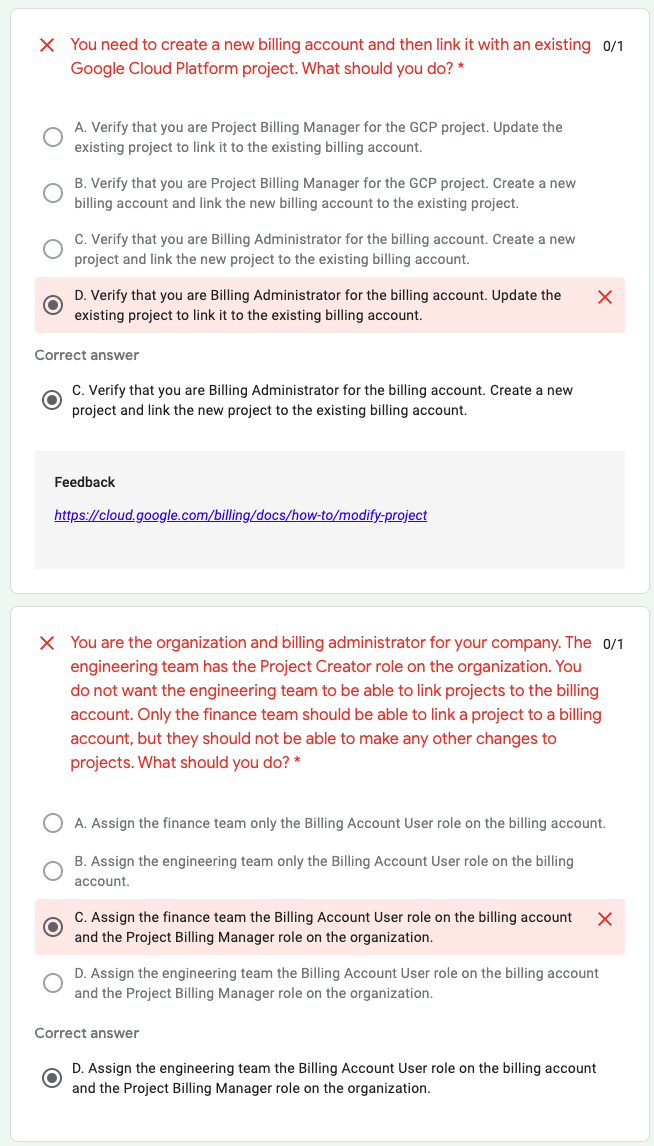 You need to create a new billing account and then link it with an existing 0/1
Google Cloud Platform project. What should you do? *
A. Verify that you are Project Billing Manager for the GCP project. Update the
existing project to link it to the existing billing account.
B. Verify that you are Project Billing Manager for the GCP project. Create a new
billing account and link the new billing account to the existing project.
C. Verify that you are Billing Administrator for the billing account. Create a new
project and link the new project to the existing billing account.
D. Verify that you are Billing Administrator for the billing account. Update the
existing project to link it to the existing billing account.
Correct answer
C. Verify that you are Billing Administrator for the billing account. Create a new
project and link the new project to the existing billing account.
Feedback
https://cloud.google.com/billing/docs/how-to/modify-project
You are the organization and billing administrator for your company. The 0/1
engineering team has the Project Creator role on the organization. You
do not want the engineering team to be able to link projects to the billing
account. Only the finance team should be able to link a project to a billing
account, but they should not be able to make any other changes to
projects. What should you do? *
A. Assign the finance team only the Billing Account User role on the billing account.
B. Assign the engineering team only the Billing Account User role on the billing
account.
C. Assign the finance team the Billing Account User role on the billing account
and the Project Billing Manager role on the organization.
D. Assign the engineering team the Billing Account User role on the billing account
and the Project Billing Manager role on the organization.
Correct answer
D. Assign the engineering team the Billing Account User role on the billing account
and the Project Billing Manager role on the organization.